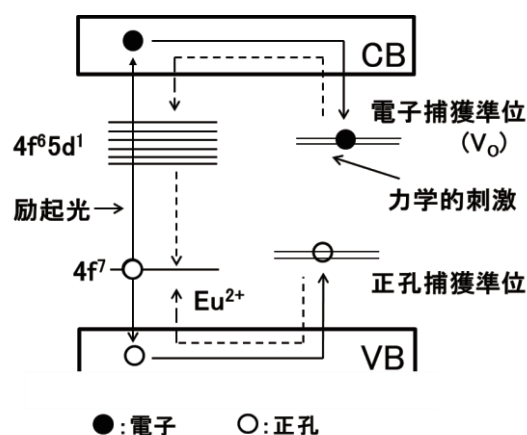 CB
電子捕獲準位
(VO)
4f⁶5d¹
力学的刺激
励起光
4f⁷
正孔捕獲準位
Eu²⁺
VB
●:電子 ○:正孔